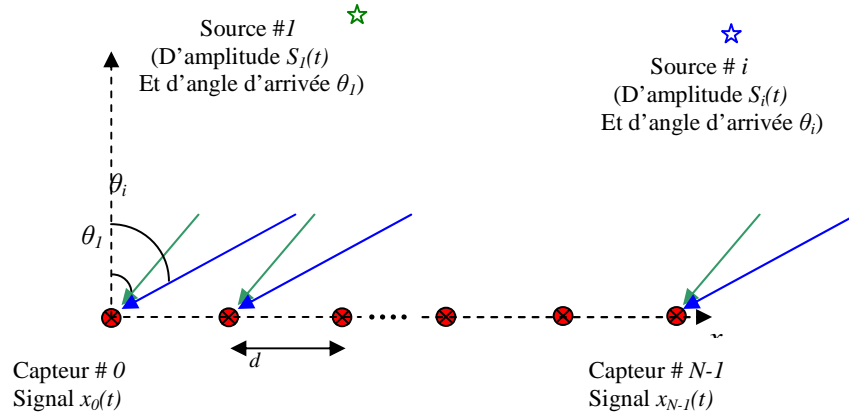 Source #1
(D'amplitude S1(t)
Et d'angle d'arrivée θ1)
Source # i
(D'amplitude Si(t)
Et d'angle d'arrivée θi)
θi
θ1
d
x
Capteur # 0
Signal x0(t)
Capteur # N-1
Signal xN-1(t)